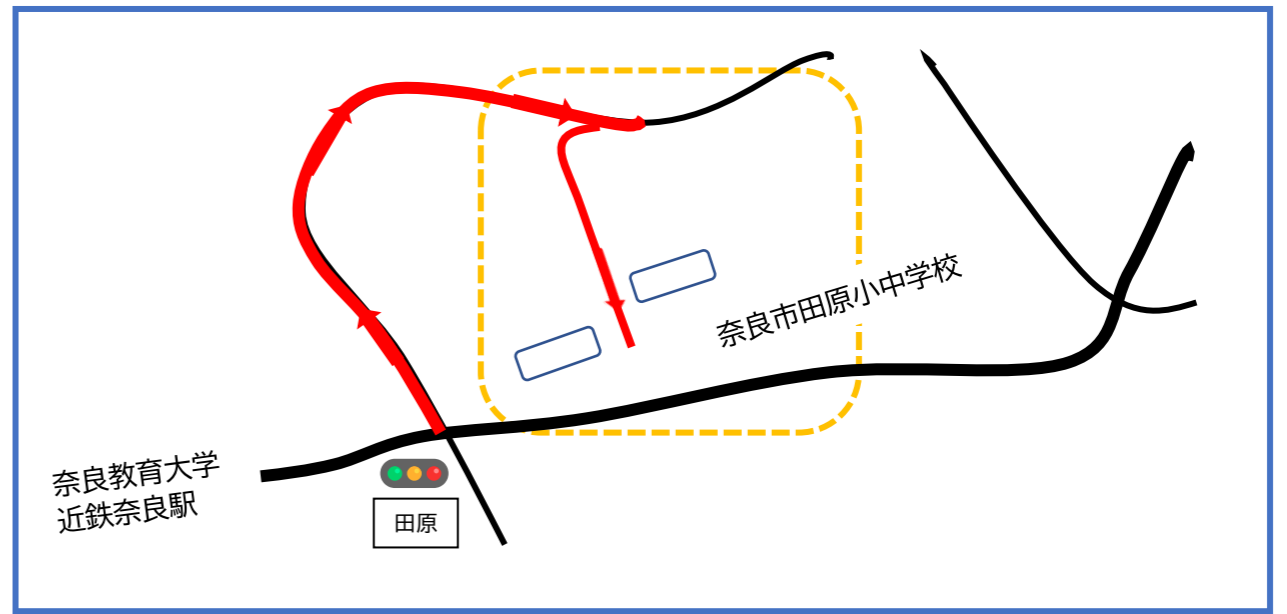 奈良市田原小中学校
奈良教育大学
近鉄奈良駅
田原